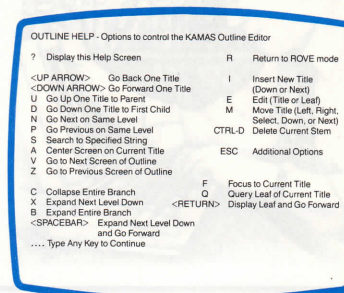 OUTLINE HELP - Options to control the KAMAS Outline Editor
? Display this Help Screen R Return to ROVE mode
<UP ARROW> Go Back One Title I Insert New Title
<DOWN ARROW> Go Forward One Title (Down or Next)
U Go Up One Title to Parent E Edit (Title or Leaf)
D Go Down One Title to First Child M Move Title (Left, Right,
N Go Next on Same Level Select, Down, or Next)
P Go Previous on Same Level CTRL-D Delete Current Stem
S Search to Specified String
A Center Screen on Current Title ESC Additional Options
V Go to Next Screen of Outline
Z Go to Previous Screen of Outline
F Focus to Current Title
C Collapse Entire Branch Q Query Leaf of Current Title
X Expand Next Level Down <RETURN> Display Leaf and Go Forward
B Expand Entire Branch
<SPACEBAR> Expand Next Level Down
and Go Forward
.... Type Any Key to Continue